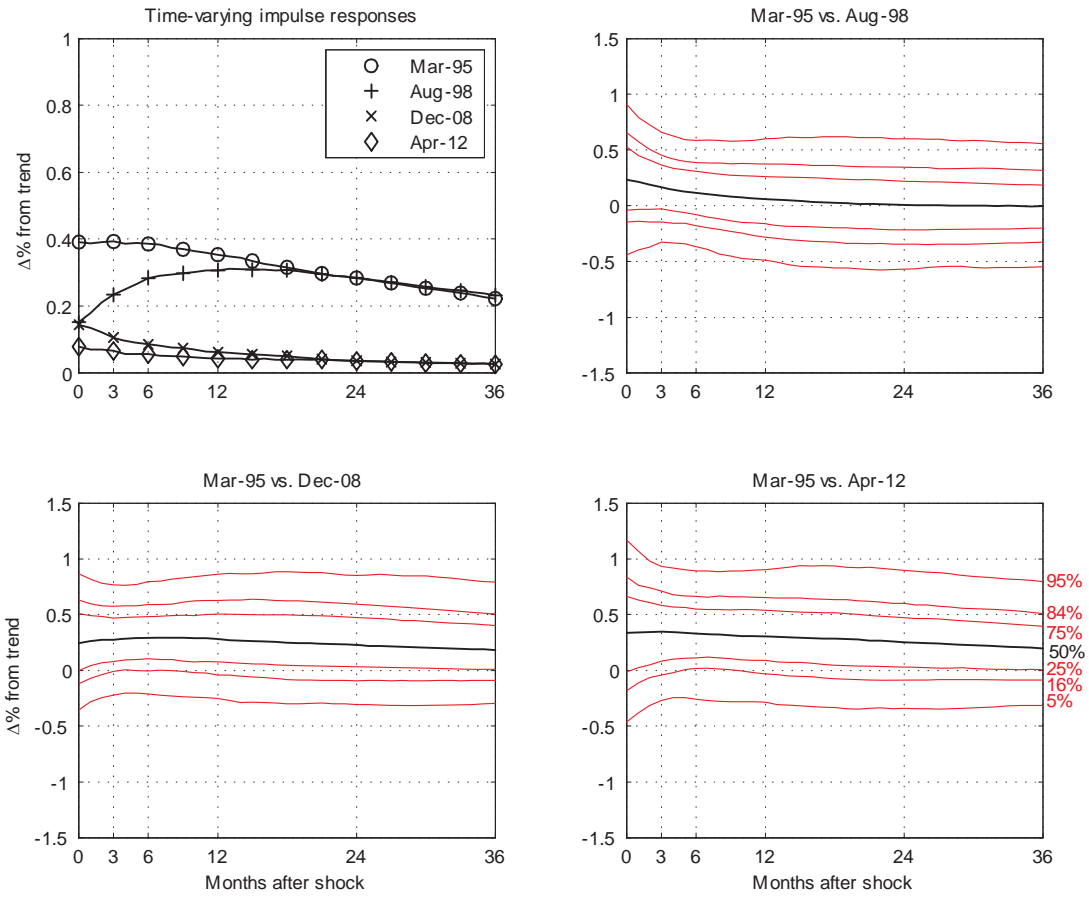 Time-varying impulse responses
1
0.8
0.6
0.4
0.2
0
Δ% from trend
Mar-95
Aug-98
Dec-08
Apr-12
0 3 6 12 24 36
Mar-95 vs. Aug-98
1.5
1
0.5
0
-0.5
-1
-1.5
0 3 6 12 24 36
Mar-95 vs. Dec-08
1.5
1
0.5
0
-0.5
-1
-1.5
Δ% from trend
0 3 6 12 24 36
Months after shock
Mar-95 vs. Apr-12
1.5
1
0.5
0
-0.5
-1
-1.5
95%
84%
75%
50%
25%
16%
5%
0 3 6 12 24 36
Months after shock